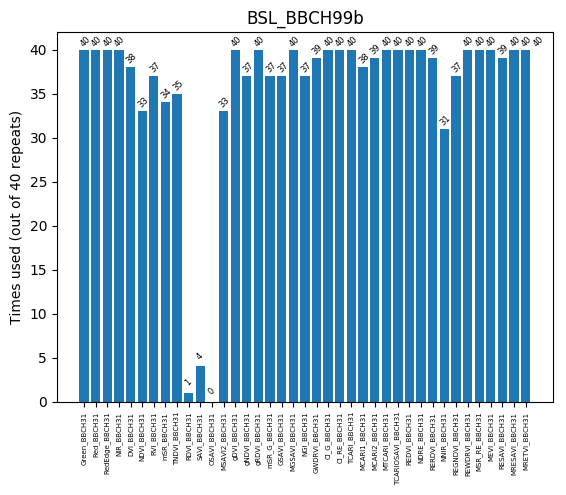 BSL_BBCH99b
Times used (out of 40 repeats)
40
35
30
25
20
15
10
5
0
40
40
40
40
38
33
37
34
35
1
4
0
33
40
37
40
37
37
40
37
39
40
40
40
38
39
40
40
40
40
39
31
37
40
40
40
39
40
40
Green_BBCH31
Red_BBCH31
RedEdge_BBCH31
NIR_BBCH31
DVI_BBCH31
NDVI_BBCH31
RVI_BBCH31
mSR_BBCH31
TNDVI_BBCH31
RDVI_BBCH31
SAVI_BBCH31
OSAVI_BBCH31
MSAVI2_BBCH31
gDVI_BBCH31
gNDVI_BBCH31
gRDVI_BBCH31
mSR_G_BBCH31
GSAVI_BBCH31
MGSAVI_BBCH31
NGI_BBCH31
GWDRVI_BBCH31
CI_G_BBCH31
CI_RE_BBCH31
TCARI_BBCH31
MCARI1_BBCH31
MCARI2_BBCH31
MTCARI_BBCH31
TCARIOSAVI_BBCH31
REDVI_BBCH31
NDRE_BBCH31
RERDVI_BBCH31
NNIR_BBCH31
REGNDVI_BBCH31
REWDRVI_BBCH31
MSR_RE_BBCH31
MEVI_BBCH31
RESAVI_BBCH31
MRESAVI_BBCH31
MRETVI_BBCH31